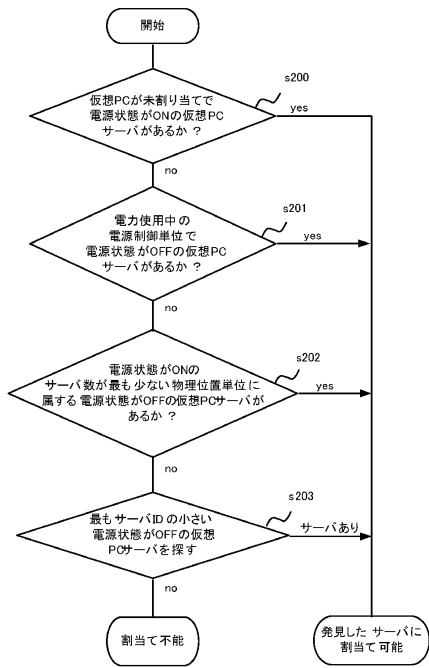 開始
s200
仮想PCが未割り当てで
電源状態がONの仮想PC
サーバがあるか？
yes
no
s201
電力使用中の
電源制御単位で
電源状態がOFFの仮想PC
サーバがあるか？
yes
no
s202
電源状態がONの
サーバ数が最も少ない物理位置単位に
属する電源状態がOFFの仮想PCサーバが
あるか？
yes
no
s203
最もサーバIDの小さい
電源状態がOFFの仮想
PCサーバを探す
サーバあり
no
割当て不能
発見したサーバに
割当て可能